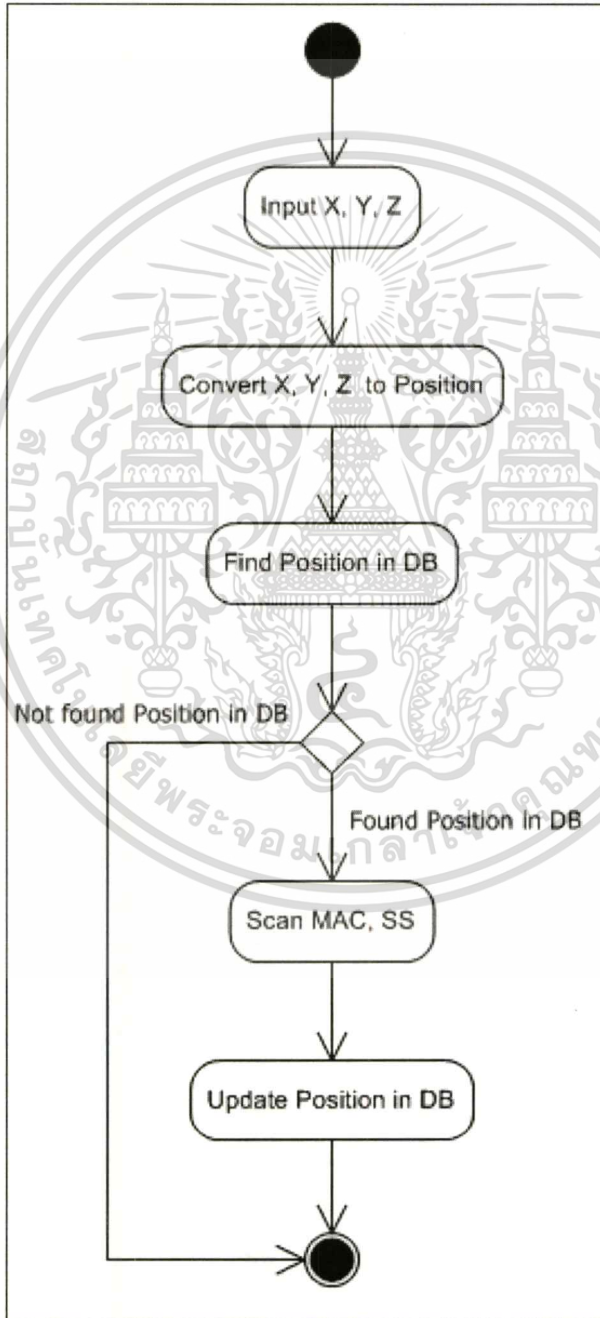 Input X, Y, Z
Convert X, Y, Z to Position
Find Position in DB
Not found Position in DB
Found Position in DB
Scan MAC, SS
Update Position in DB